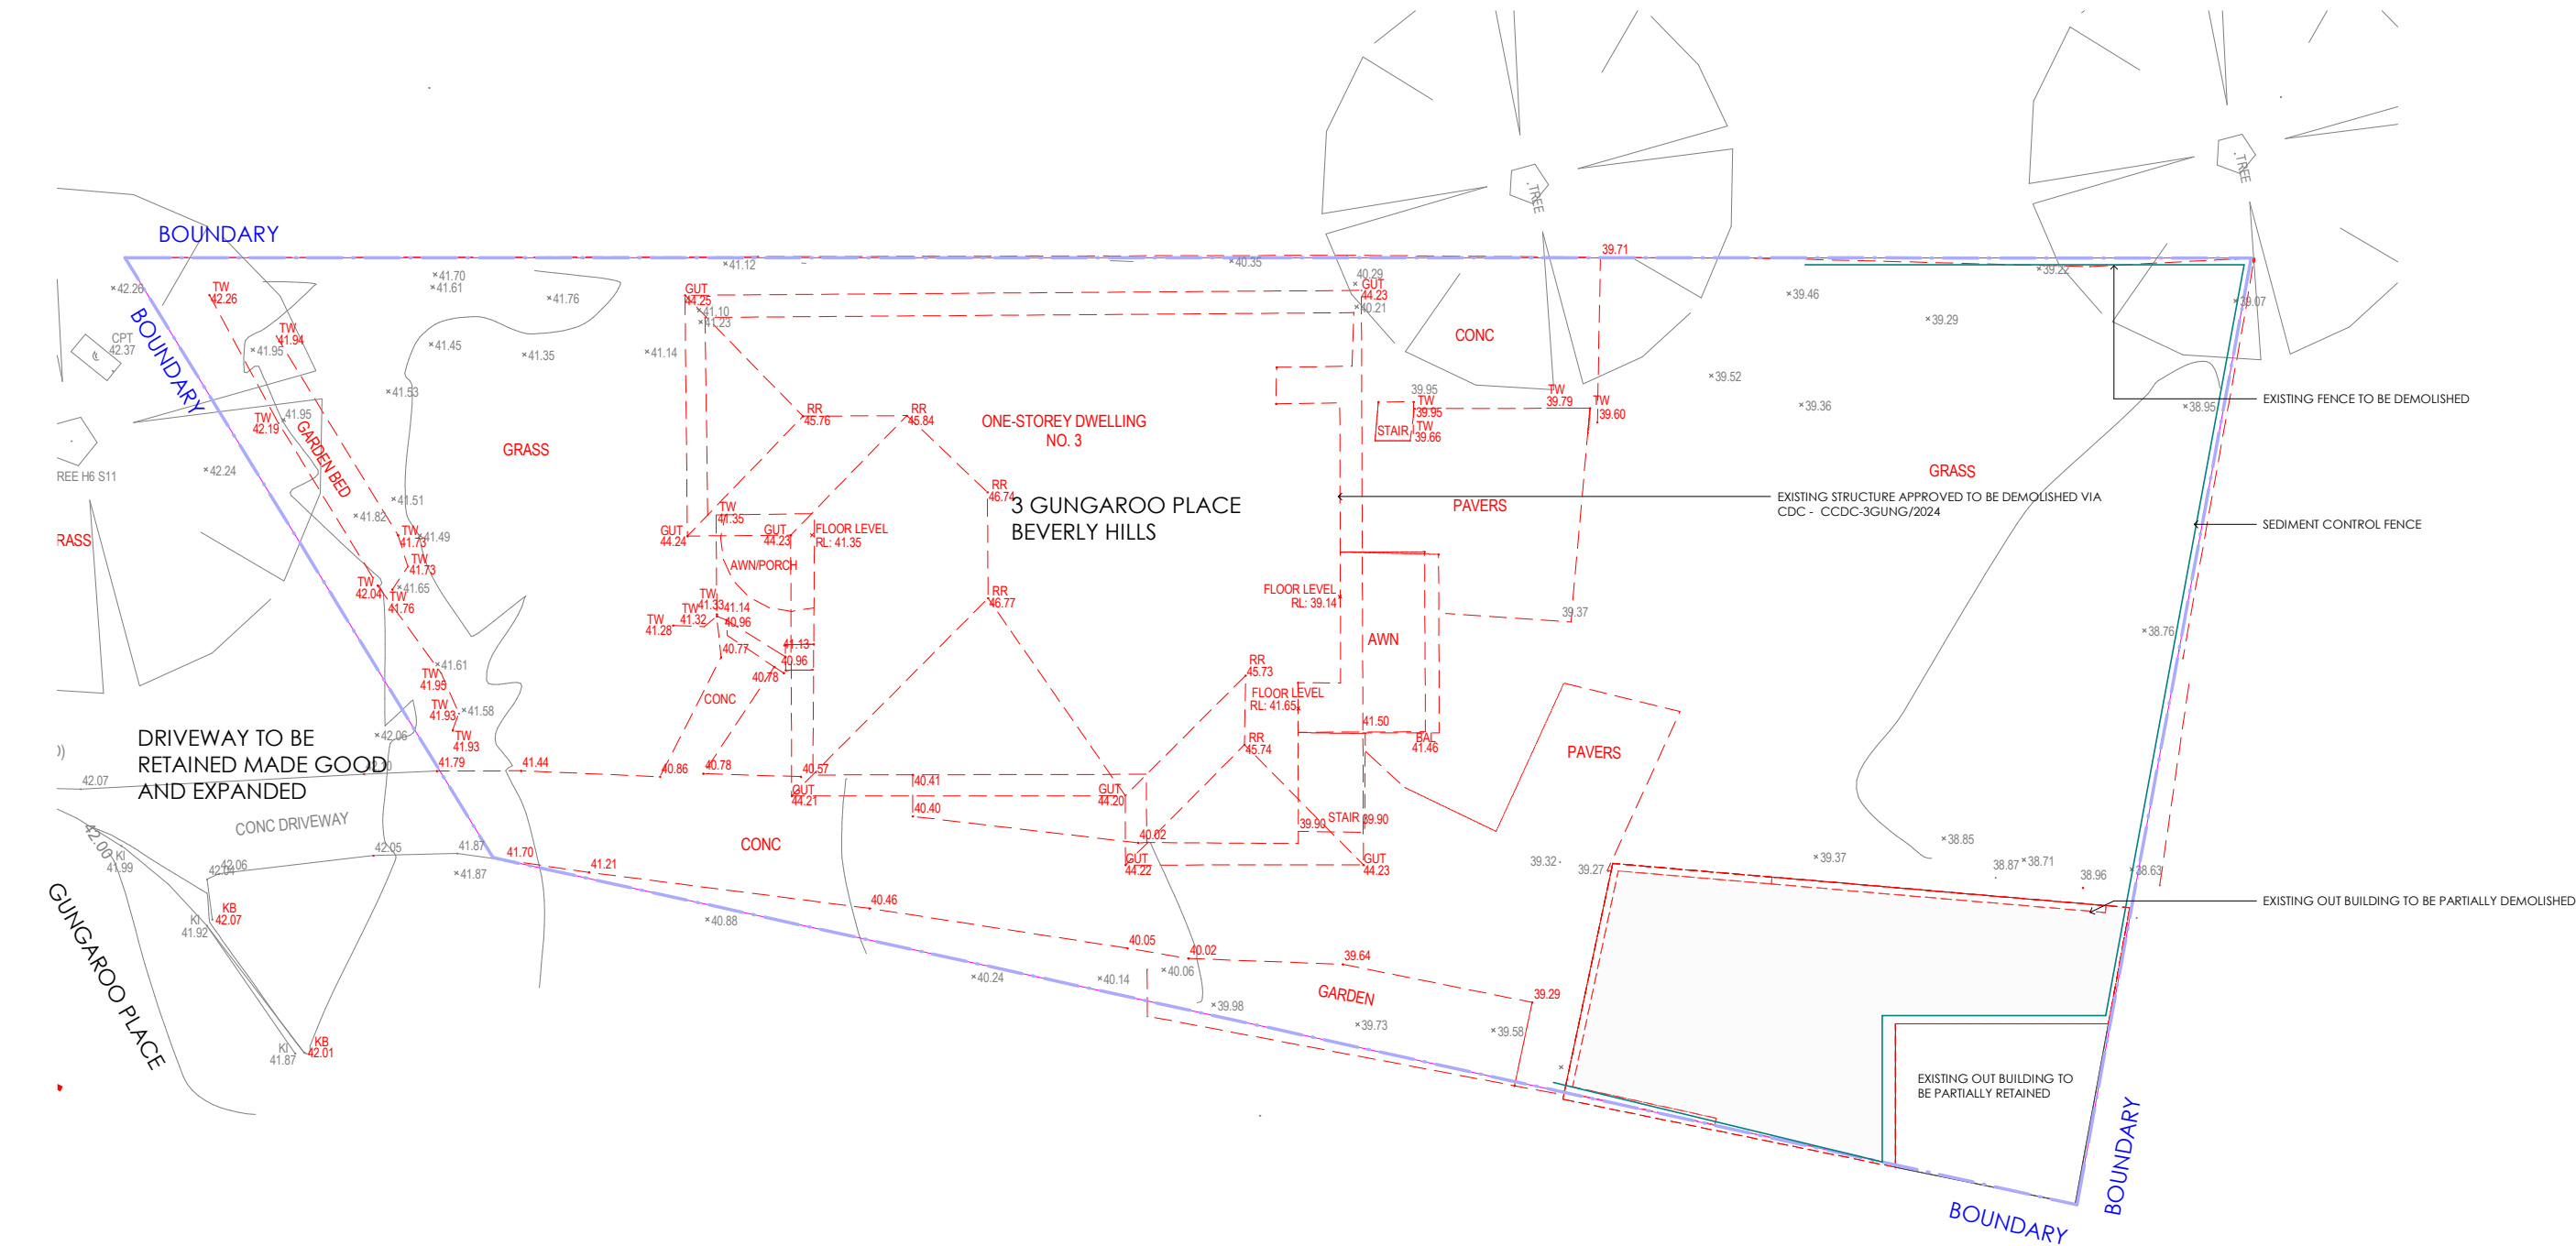 BOUNDARY
39.71
.TREE
.TREE
×42.26
TW
42.26
×41.70
×41.61
×41.76
×41.12
×40.35
40.29
GUT
44.23
×40.21
GUT
44.25
×41.10
×41.23
×39.22
×39.07
×39.46
×39.29
BOUNDARY
CPT
42.37
TW
41.94
×41.95
×41.45
×41.35
×41.14
CONC
×39.52
×39.36
×38.95
EXISTING FENCE TO BE DEMOLISHED
×41.53
39.95
TW
39.95
TW
39.66
STAIR
TW
39.79
TW
39.60
TW
42.19
×41.95
GARDEN BED
RR
45.76
RR
45.84
ONE-STOREY DWELLING
NO. 3
GRASS
GRASS
REE H6 S11
×42.24
×41.51
×41.82
RR
46.74
3 GUNGAROO PLACE
BEVERLY HILLS
PAVERS
EXISTING STRUCTURE APPROVED TO BE DEMOLISHED VIA
CDC - CCDC-3GUNG/2024
SEDIMENT CONTROL FENCE
RASS
TW
41.73
×41.49
TW
41.73
TW
42.04
×41.65
TW
41.76
TW
41.35
GUT
44.24
GUT
44.23
FLOOR LEVEL
RL: 41.35
AWN/PORCH
RR
46.77
FLOOR LEVEL
RL: 39.14
39.37
TW
41.28
TW
41.32
TW
41.33
41.14
40.96
40.77
41.13
40.96
40.78
AWN
×38.76
×41.61
TW
41.95
TW
41.93
×41.58
TW
41.93
×42.06
CONC
RR
45.73
FLOOR LEVEL
RL: 41.65
41.50
BAL
41.46
RR
45.74
PAVERS
DRIVEWAY TO BE
RETAINED MADE GOOD
AND EXPANDED
42.07
42.10
41.79
41.44
40.86
40.78
40.57
GUT
44.21
40.41
40.40
GUT
44.20
CONC DRIVEWAY
42.00
KI
41.99
42.06
42.04
42.05
41.87
×41.87
41.70
41.21
CONC
40.02
39.90
STAIR
39.90
GUT
44.22
GUT
44.23
39.32
39.27
×39.37
×38.85
38.87
×38.71
38.96
×38.63
EXISTING OUT BUILDING TO BE PARTIALLY DEMOLISHED
GUNGAROO PLACE
KI
41.92
KB
42.07
×40.88
40.46
40.05
40.02
39.64
×40.24
×40.14
×40.06
GARDEN
39.29
×39.98
×39.73
×39.58
KI
41.87
KB
42.01
EXISTING OUT BUILDING TO
BE PARTIALLY RETAINED
BOUNDARY
BOUNDARY